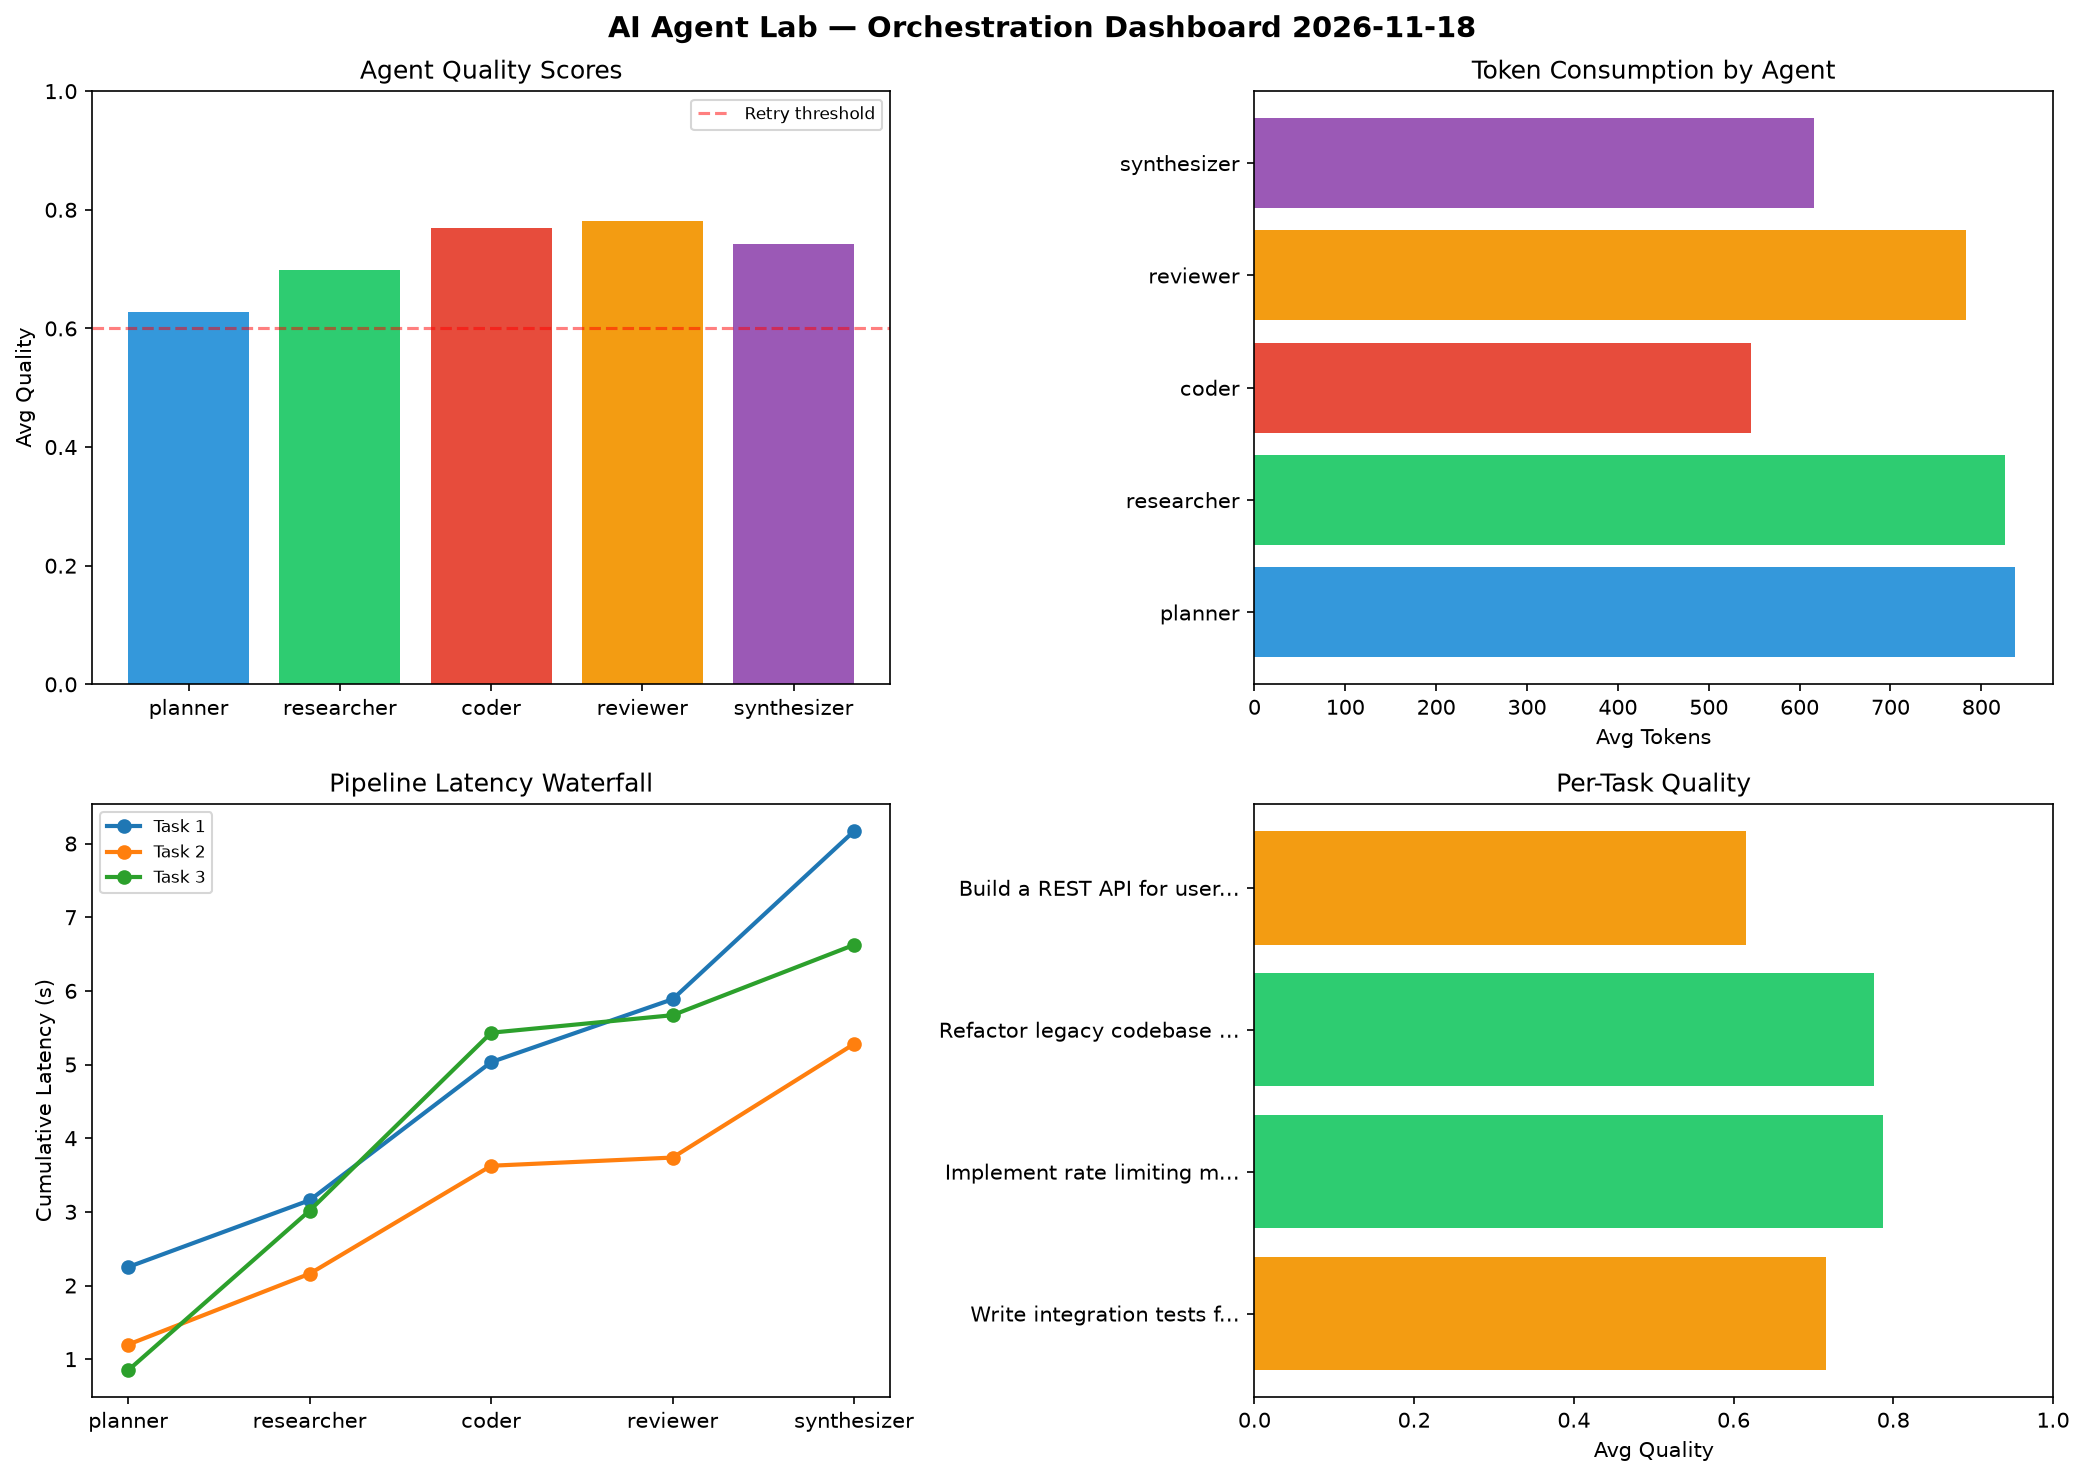 AI Agent Lab — Orchestration Dashboard 2026-11-18
Agent Quality Scores
1.0
0.8
0.6
0.4
0.2
0.0
Avg Quality
Retry threshold
planner
researcher
coder
reviewer
synthesizer
Token Consumption by Agent
synthesizer
reviewer
coder
researcher
planner
0
100
200
300
400
500
600
700
800
Avg Tokens
Pipeline Latency Waterfall
Task 1
Task 2
Task 3
8
7
6
5
4
3
2
1
Cumulative Latency (s)
planner
researcher
coder
reviewer
synthesizer
Per-Task Quality
Build a REST API for user...
Refactor legacy codebase ...
Implement rate limiting m...
Write integration tests f...
0.0
0.2
0.4
0.6
0.8
1.0
Avg Quality